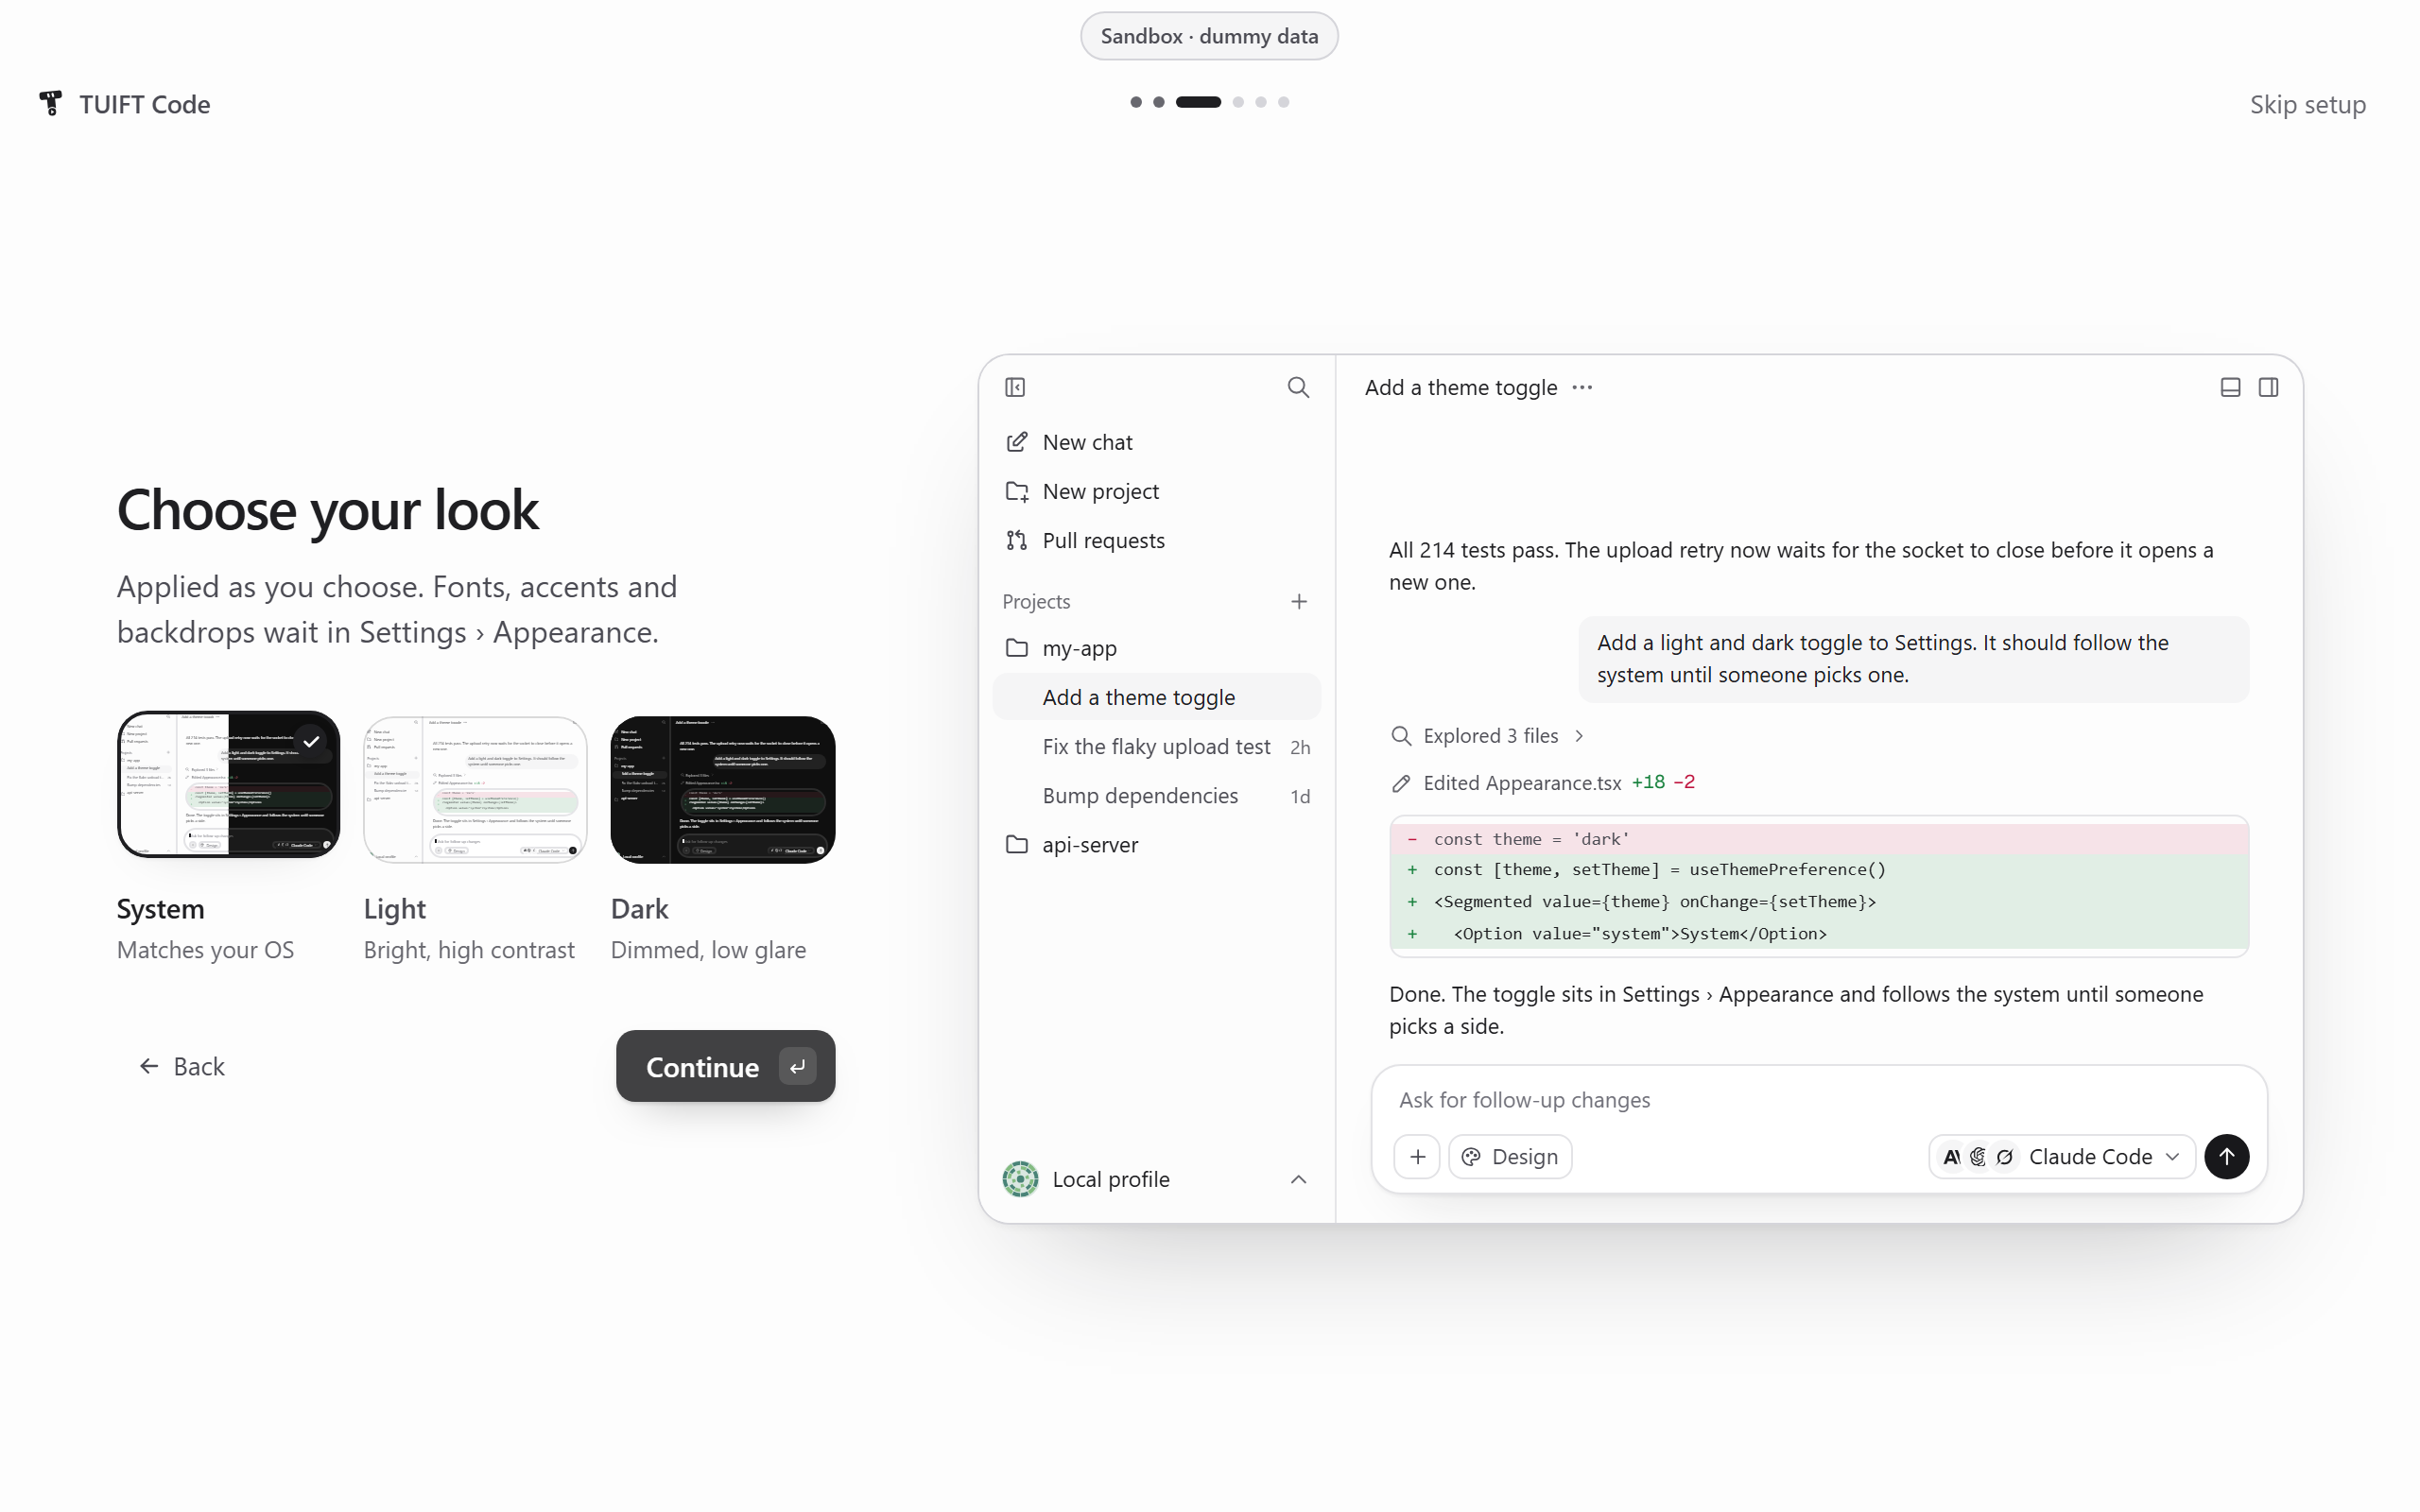 Sandbox · dummy data
TUIFT Code
Skip setup
Choose your look
Applied as you choose. Fonts, accents and
backdrops wait in Settings › Appearance.
System
Matches your OS
Light
Bright, high contrast
Dark
Dimmed, low glare
Back
Continue
New chat
New project
Pull requests
Projects
my-app
Add a theme toggle
Fix the flaky upload test 2h
Bump dependencies 1d
api-server
Local profile
Add a theme toggle
All 214 tests pass. The upload retry now waits for the socket to close before it opens a
new one.
Add a light and dark toggle to Settings. It should follow the
system until someone picks one.
Explored 3 files
Edited Appearance.tsx +18 −2
− const theme = 'dark'
+ const [theme, setTheme] = useThemePreference()
+ <Segmented value={theme} onChange={setTheme}>
+ <Option value="system">System</Option>
Done. The toggle sits in Settings › Appearance and follows the system until someone
picks a side.
Ask for follow-up changes
Design
Claude Code